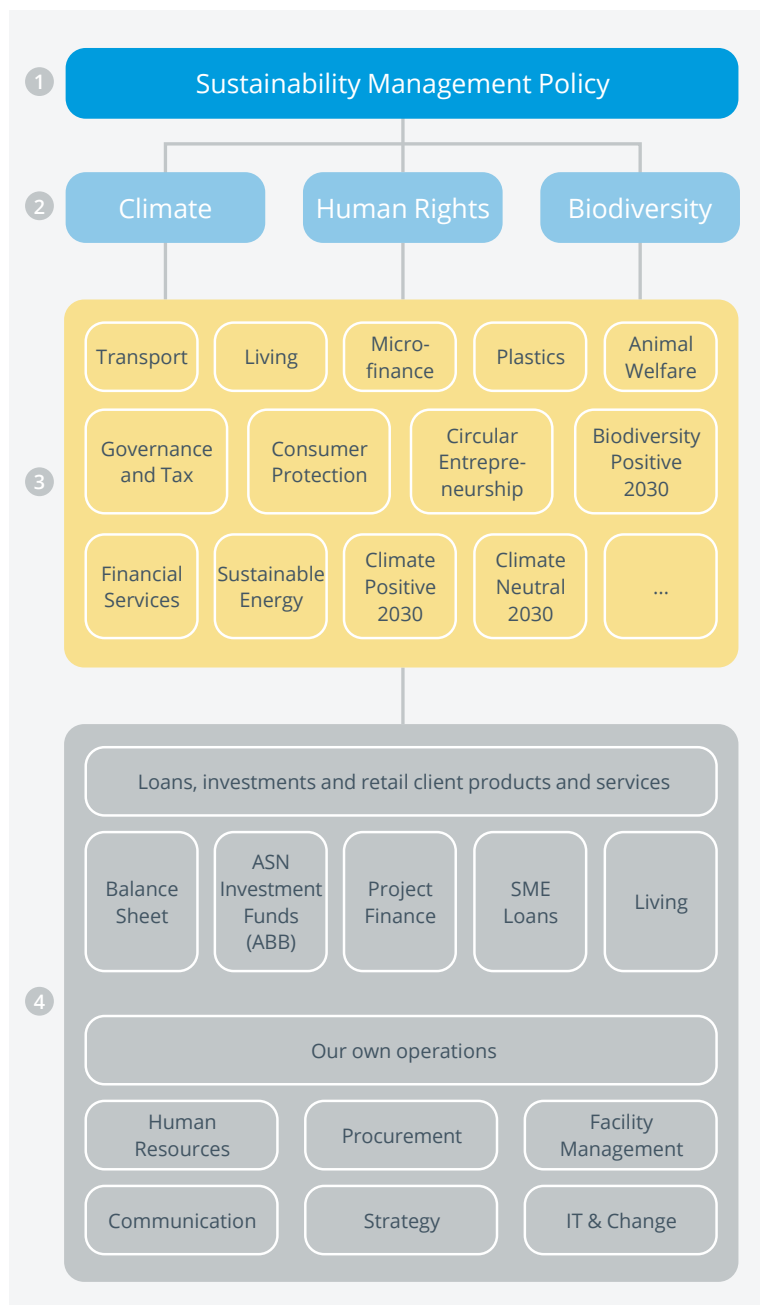 1
Sustainability Management Policy
2
Climate
Human Rights
Biodiversity
3
Transport
Living
Micro-
finance
Plastics
Animal
Welfare
Governance
and Tax
Consumer
Protection
Circular
Entrepre-
neurship
Biodiversity
Positive
2030
Financial
Services
Sustainable
Energy
Climate
Positive
2030
Climate
Neutral
2030
...
4
Loans, investments and retail client products and services
Balance
Sheet
ASN
Investment
Funds
(ABB)
Project
Finance
SME
Loans
Living
Our own operations
Human
Resources
Procurement
Facility
Management
Communication
Strategy
IT & Change